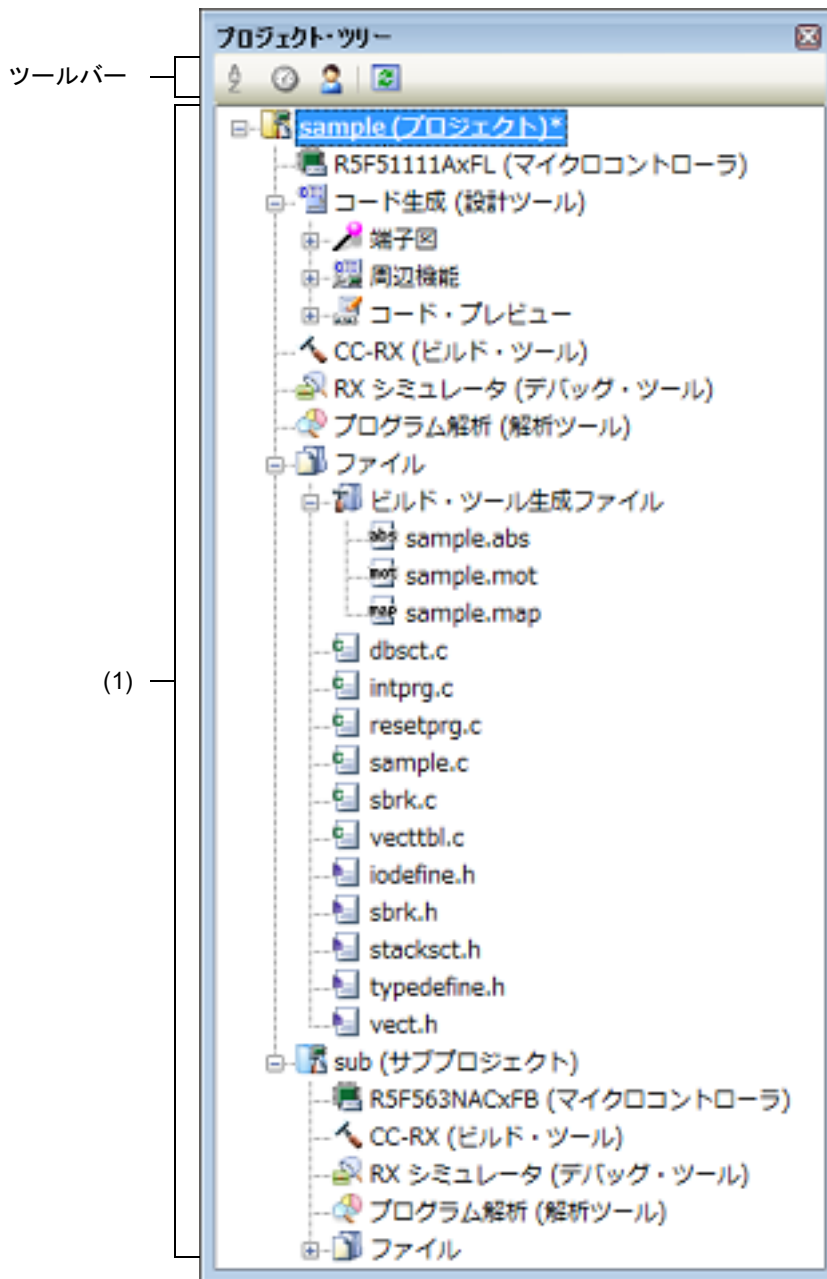 プロジェクト・ツリー
ツールバー
sample (プロジェクト)*
R5F51111AxFL (マイクロコントローラ)
コード生成 (設計ツール)
端子図
周辺機能
コード・プレビュー
CC-RX (ビルド・ツール)
RX シミュレータ (デバッグ・ツール)
プログラム解析 (解析ツール)
ファイル
ビルド・ツール生成ファイル
sample.abs
sample.mot
sample.map
dbsct.c
intprg.c
(1)
resetprg.c
sample.c
sbrk.c
vecttbl.c
iodefine.h
sbrk.h
stacksct.h
typedefine.h
vect.h
sub (サブプロジェクト)
R5F563NACxFB (マイクロコントローラ)
CC-RX (ビルド・ツール)
RX シミュレータ (デバッグ・ツール)
プログラム解析 (解析ツール)
ファイル